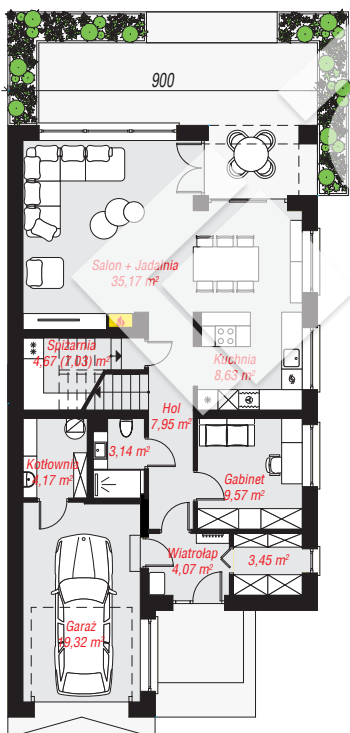 900
Salon + Jadalnia
35,17 m²
Spiżarnia
4,67 (7,03) m²
Kuchnia
8,63 m²
Hol
7,95 m²
3,14 m²
Kotłownia
4,17 m²
Gabinet
9,57 m²
Wiatrołap
4,07 m²
3,45 m²
Garaż
19,32 m²